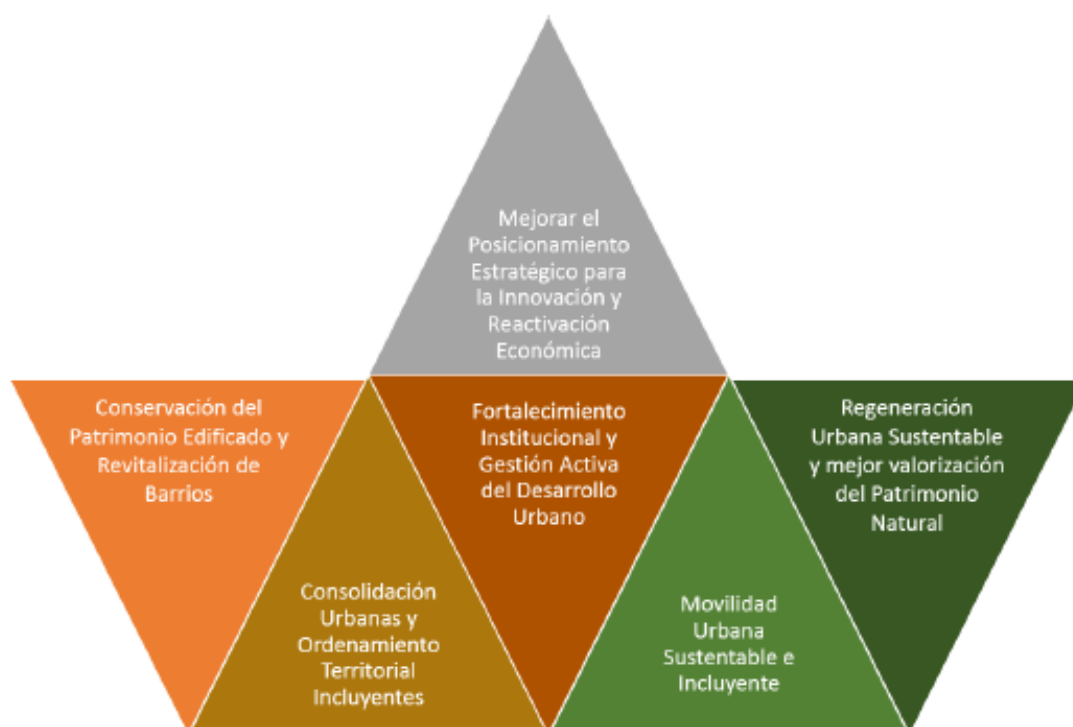 Mejorar el
Posicionamiento
Estratégico para
la Innovación y
Reactivación
Económica
Conservación del
Patrimonio Edificado y
Revitalización de
Barrios
Consolidación
Urbanas y
Ordenamiento
Territorial
Incluyentes
Fortalecimiento
Institucional y
Gestión Activa
del Desarrollo
Urbano
Movilidad
Urbana
Sustentable e
Incluyente
Regeneración
Urbana Sustentable
y mejor valorización
del Patrimonio
Natural